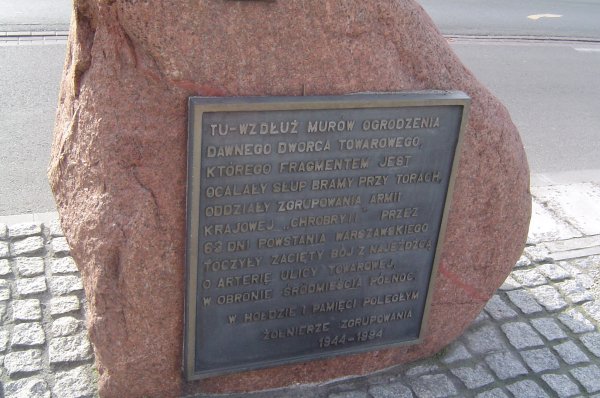 TU-WZDŁUŻ MURÓW OGRODZENIA
DAWNEGO DWORCA TOWAROWEGO,
KTÓREGO FRAGMENTEM JEST
OCALAŁY SŁUP BRAMY PRZY TORACH,
ODDZIAŁY ZGRUPOWANIA ARMII
KRAJOWEJ „CHROBRY II” PRZEZ
63 DNI POWSTANIA WARSZAWSKIEGO
TOCZYŁY ZACIĘTY BÓJ Z NAJEŹDŹCĄ
O ARTERIĘ ULICY TOWAROWEJ,
W OBRONIE ŚRÓDMIEŚCIA PÓŁNOC.
W HOŁDZIE I PAMIĘCI POLEGŁYM
ŻOŁNIERZE ZGRUPOWANIA
1944-1994